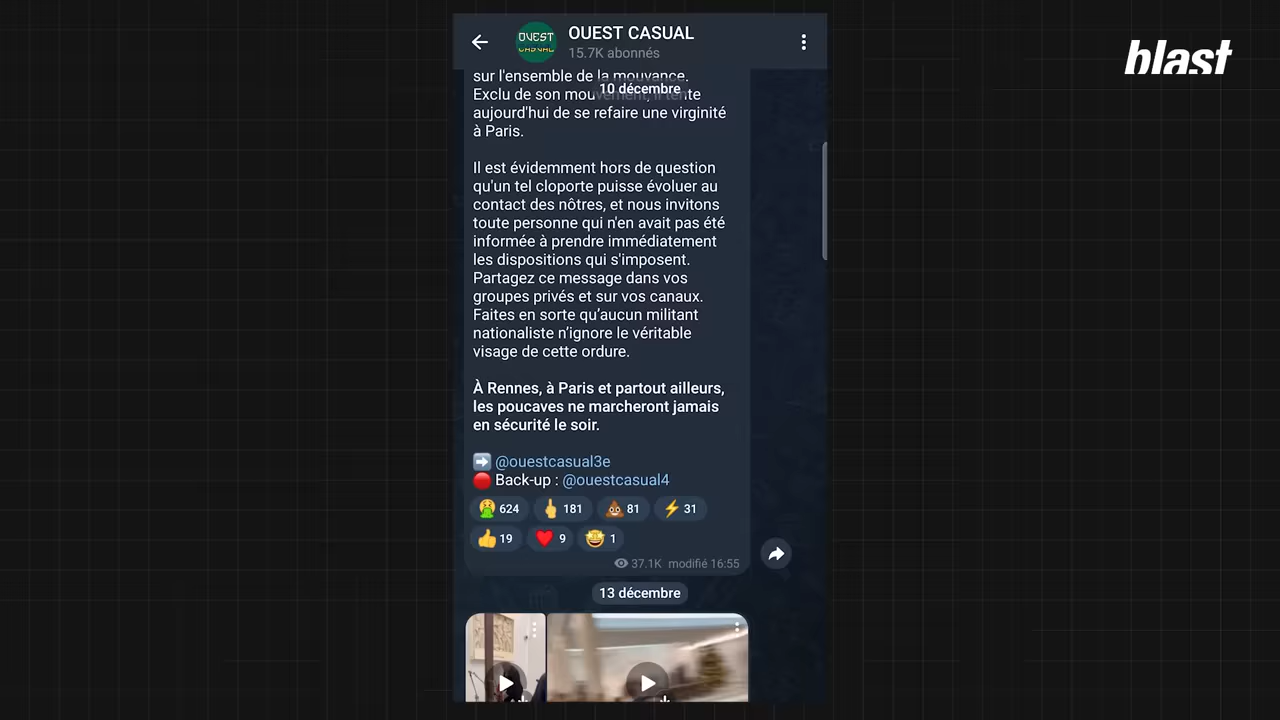 OUEST CASUAL
15.7K abonnés
OUEST
CASUAL
blast
sur l'ensemble de la mouvance.
10 décembre
Exclu de son mouvement, il tente
aujourd'hui de se refaire une virginité
à Paris.
Il est évidemment hors de question
qu'un tel cloporte puisse évoluer au
contact des nôtres, et nous invitons
toute personne qui n'en avait pas été
informée à prendre immédiatement
les dispositions qui s'imposent.
Partagez ce message dans vos
groupes privés et sur vos canaux.
Faites en sorte qu’aucun militant
nationaliste n’ignore le véritable
visage de cette ordure.
À Rennes, à Paris et partout ailleurs,
les poucaves ne marcheront jamais
en sécurité le soir.
➡️ @ouestcasual3e
🔴 Back-up : @ouestcasual4
🤮 624 🖕 181 💩 81 ⚡ 31
👍 19 ❤️ 9 🤩 1
37.1K modifié 16:55
13 décembre